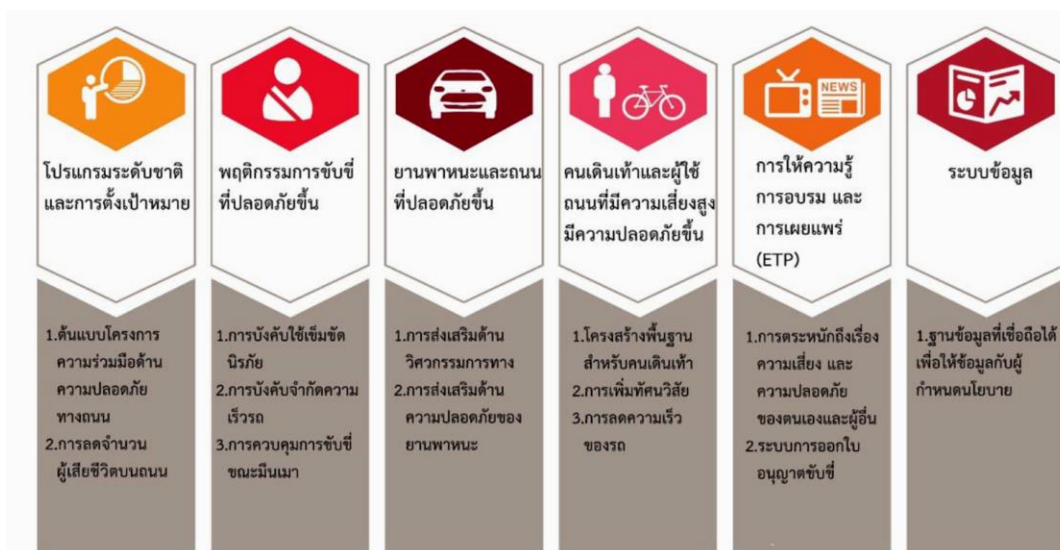 โปรแกรมระดับชาติ
และการตั้งเป้าหมาย
1.ต้นแบบโครงการ
ความร่วมมือด้าน
ความปลอดภัย
ทางถนน
2.การลดจำนวน
ผู้เสียชีวิตบนถนน
พฤติกรรมการขับขี่
ที่ปลอดภัยขึ้น
1.การบังคับใช้เข็มขัด
นิรภัย
2.การบังคับจำกัดความ
เร็วรถ
3.การควบคุมการขับขี่
ขณะมึนเมา
ยานพาหนะและถนน
ที่ปลอดภัยขึ้น
1.การส่งเสริมด้าน
วิศวกรรมการทาง
2.การส่งเสริมด้าน
ความปลอดภัยของ
ยานพาหนะ
คนเดินเท้าและผู้ใช้
ถนนที่มีความเสี่ยงสูง
มีความปลอดภัยขึ้น
1.โครงสร้างพื้นฐาน
สำหรับคนเดินเท้า
2.การเพิ่มทัศนวิสัย
3.การลดความเร็ว
ของรถ
NEWS
การให้ความรู้
การอบรม และ
การเผยแพร่
(ETP)
1.การตระหนักถึงเรื่อง
ความเสี่ยง และ
ความปลอดภัย
ของตนเองและผู้อื่น
2.ระบบการออกใบ
อนุญาตขับขี่
ระบบข้อมูล
1.ฐานข้อมูลที่เชื่อถือได้
เพื่อให้ข้อมูลกับผู้
กำหนดนโยบาย